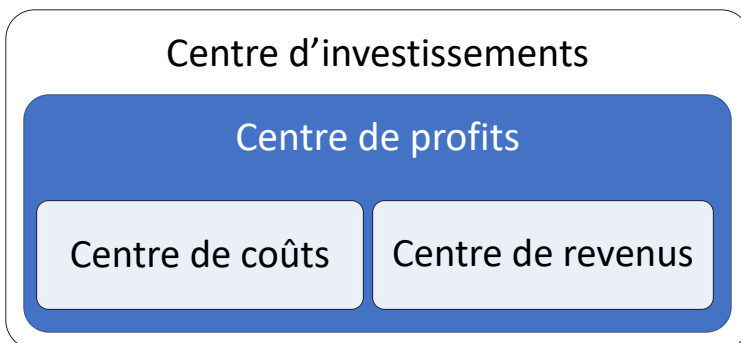 Centre d’investissements
Centre de profits
Centre de coûts
Centre de revenus